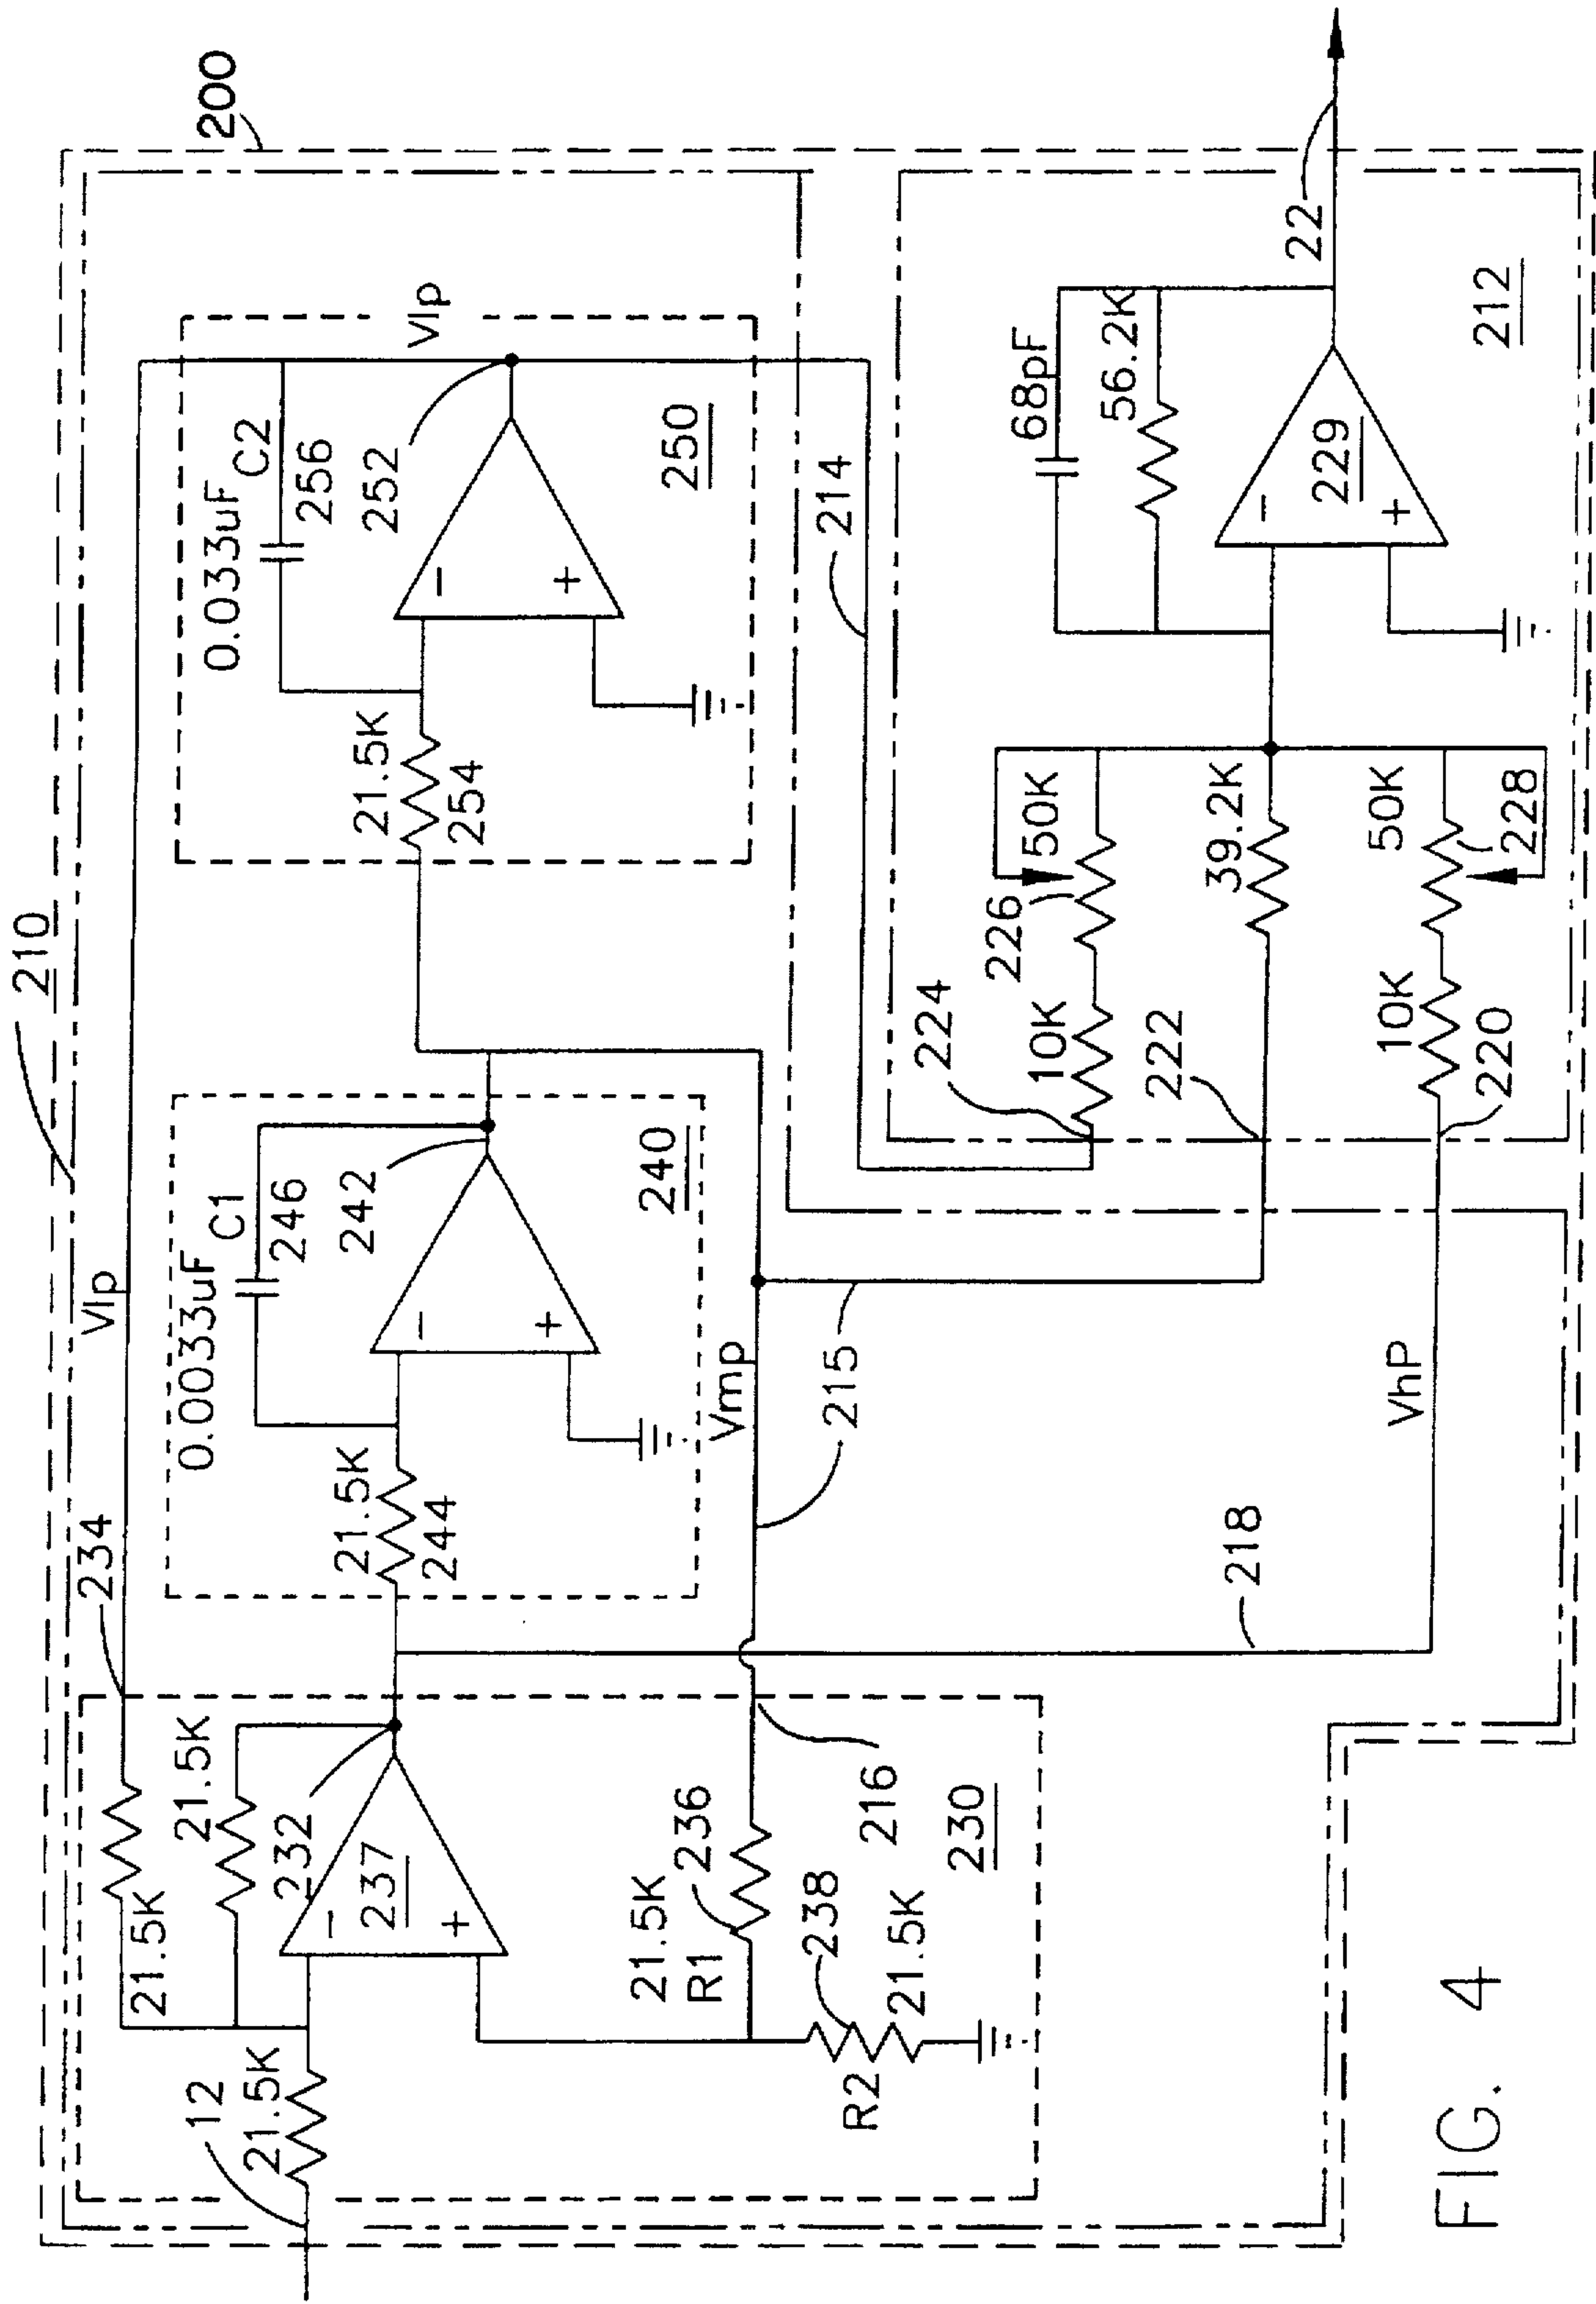 210
200
Vlp
234
12
21.5K
21.5K
21.5K
232
237
−
+
21.5K
R1
236
216
R2
238
21.5K
230
0.0033uF
C1
246
21.5K
244
242
−
+
240
Vmp
215
218
VhP
0.033uF
C2
256
21.5K
254
252
−
+
250
Vlp
214
224
10K
226
50K
222
39.2K
10K
220
50K
228
68pF
56.2K
−
+
229
22
212
FIG. 4